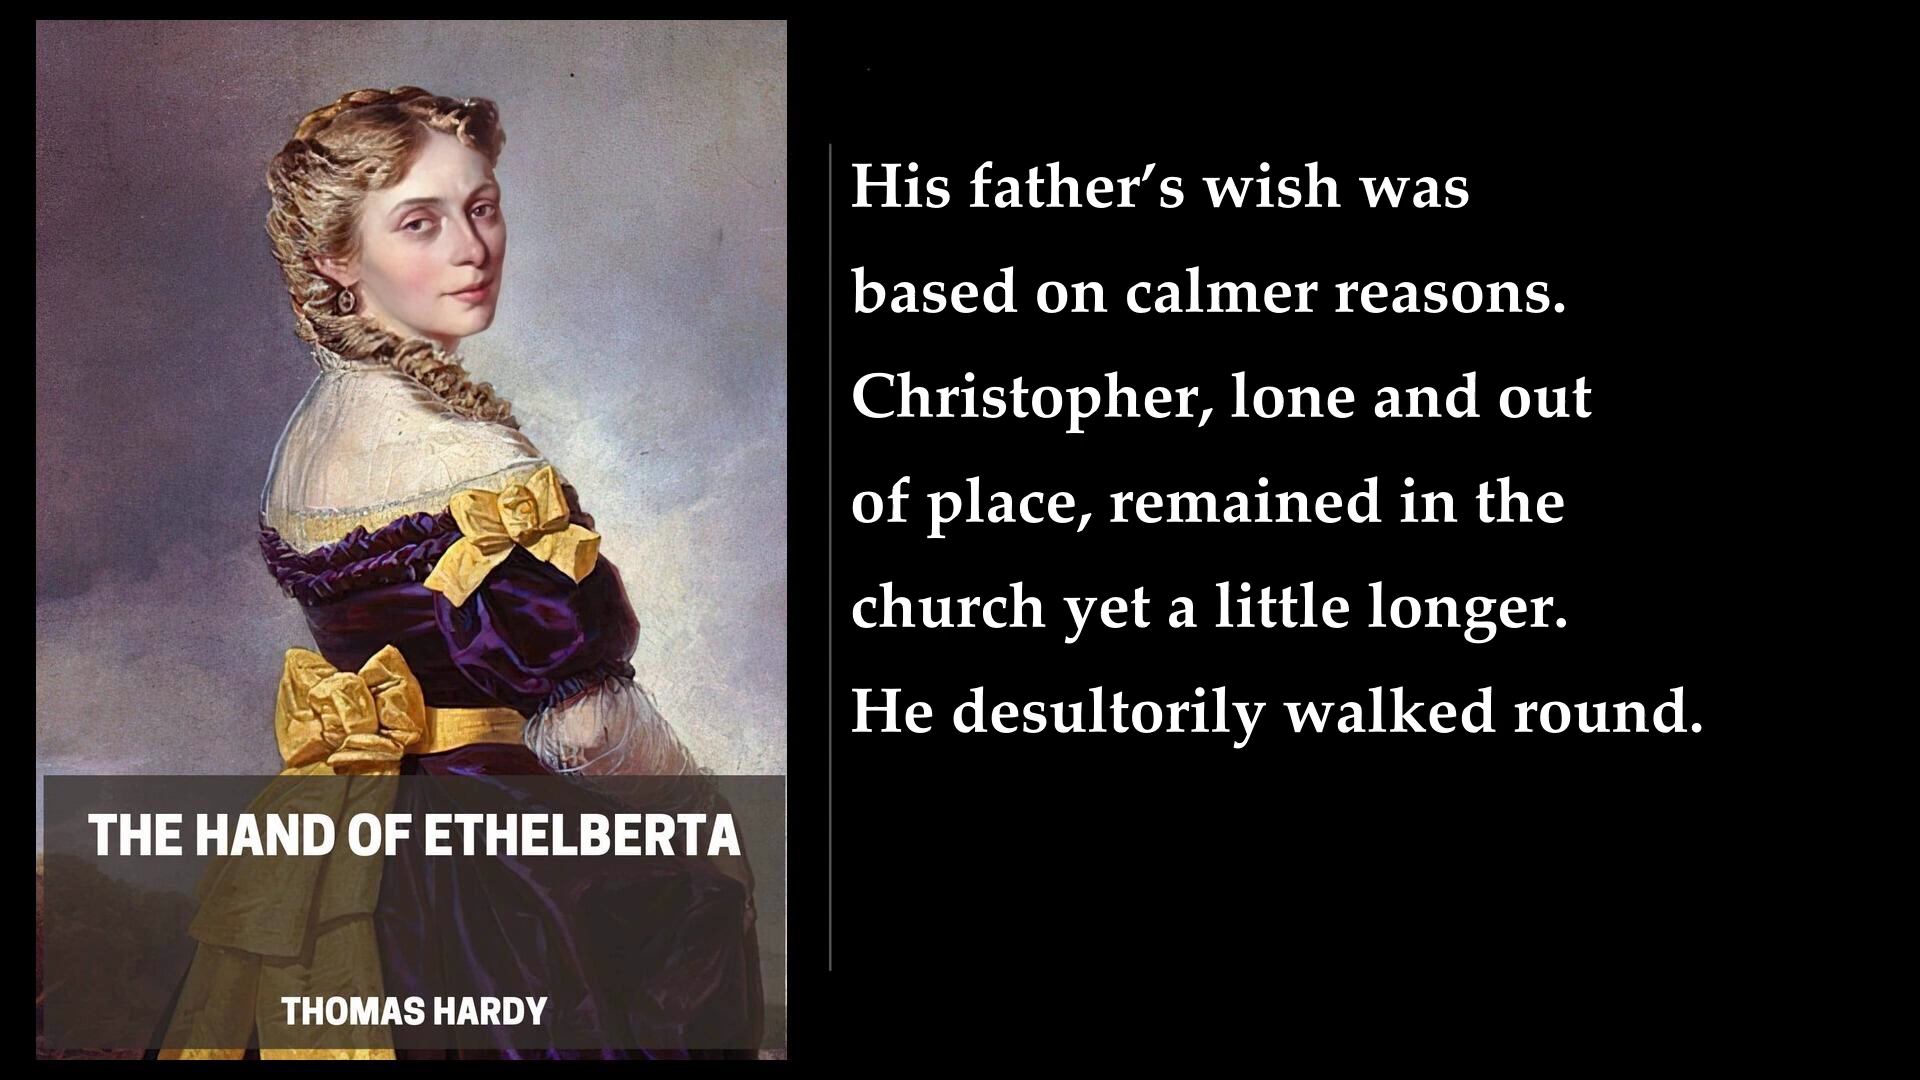 THE HAND OF ETHELBERTA
THOMAS HARDY
His father’s wish was
based on calmer reasons.
Christopher, lone and out
of place, remained in the
church yet a little longer.
He desultorily walked round.